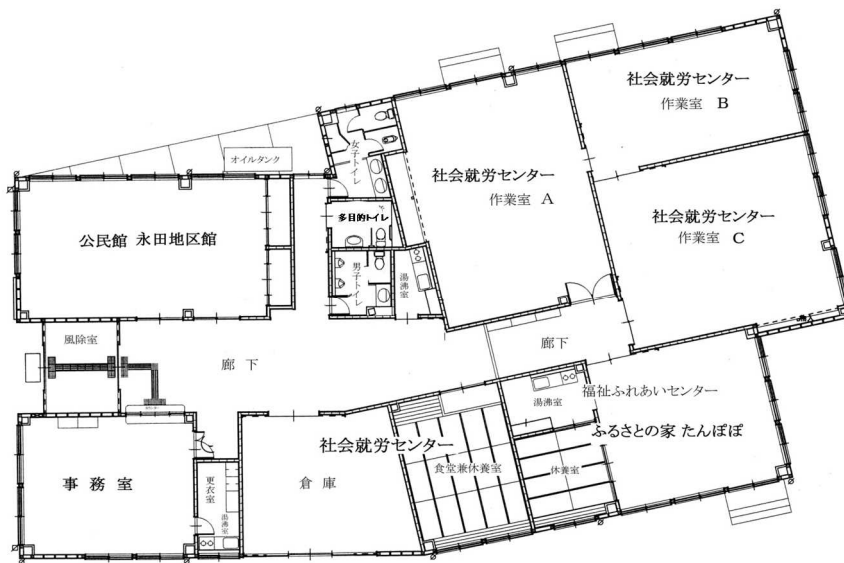 社会就労センター
作業室 B
オイルタンク
女子トイレ
社会就労センター
作業室 A
社会就労センター
作業室 C
公民館 永田地区館
多目的トイレ
男子トイレ
湯沸室
風除室
廊下
廊下
湯沸室
福祉ふれあいセンター
ふるさとの家 たんぽぽ
社会就労センター
事務室
更衣室
湯沸室
倉庫
食堂兼休養室
休養室